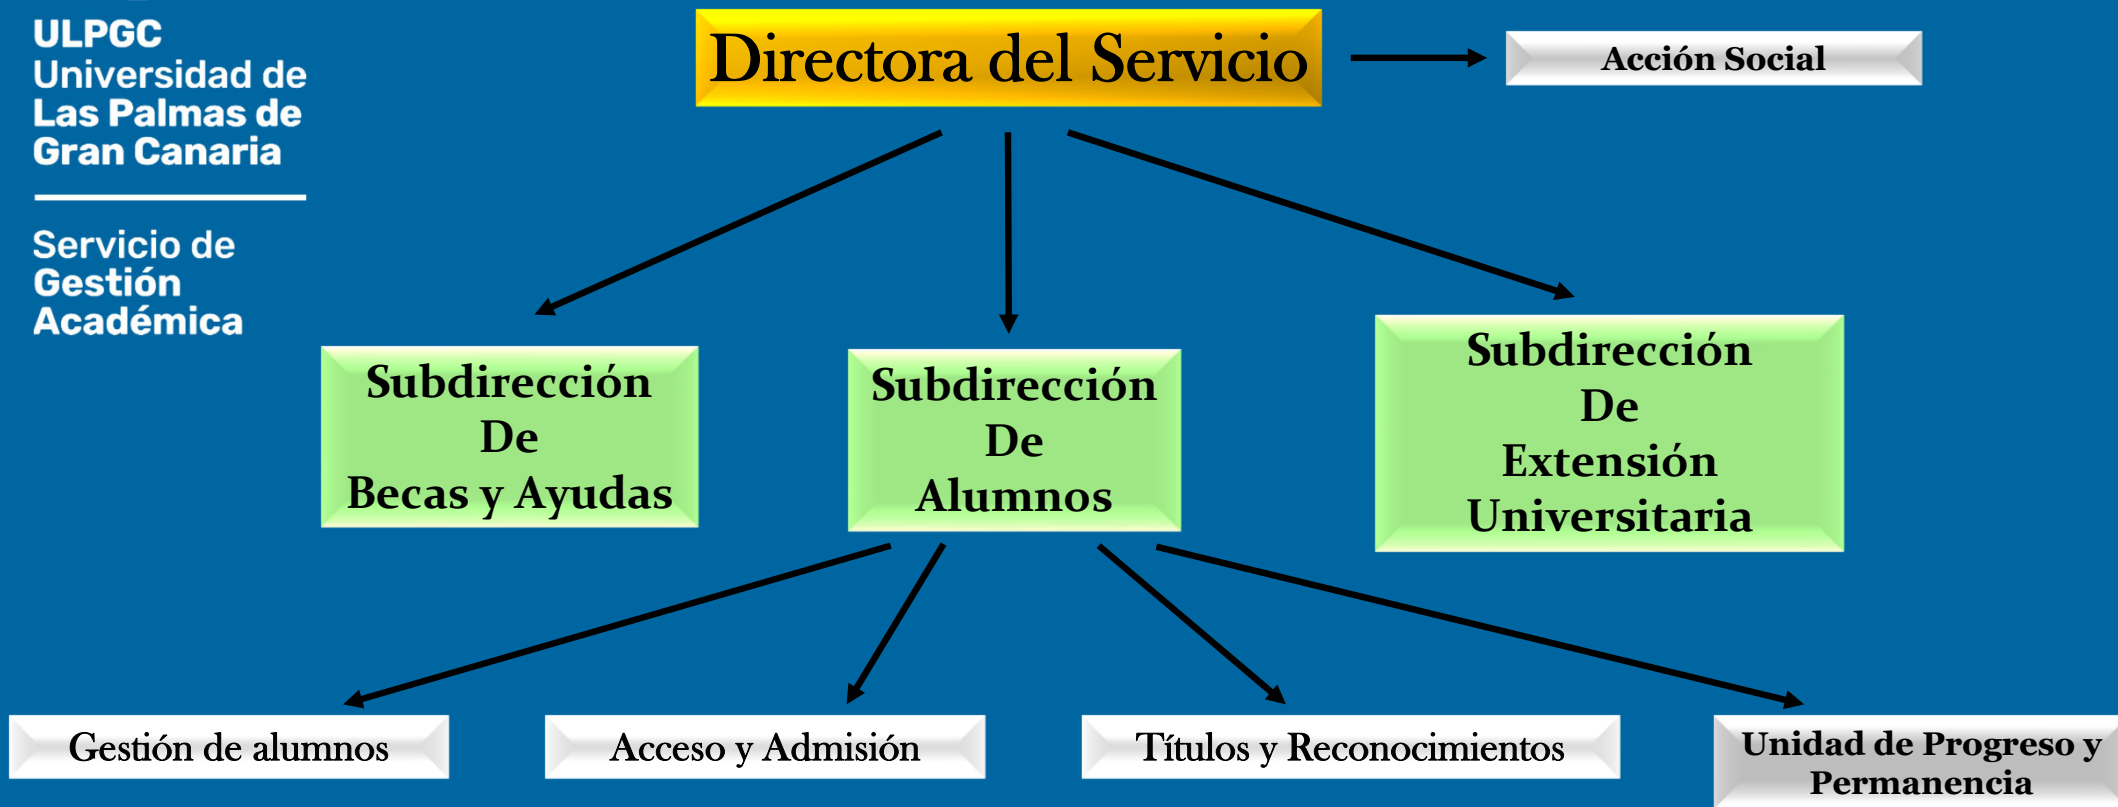 ULPGC
Universidad de
Las Palmas de
Gran Canaria
Servicio de
Gestión
Académica
Directora del Servicio
Acción Social
Subdirección
De
Becas y Ayudas
Subdirección
De
Alumnos
Subdirección
De
Extensión
Universitaria
Gestión de alumnos
Acceso y Admisión
Títulos y Reconocimientos
Unidad de Progreso y
Permanencia